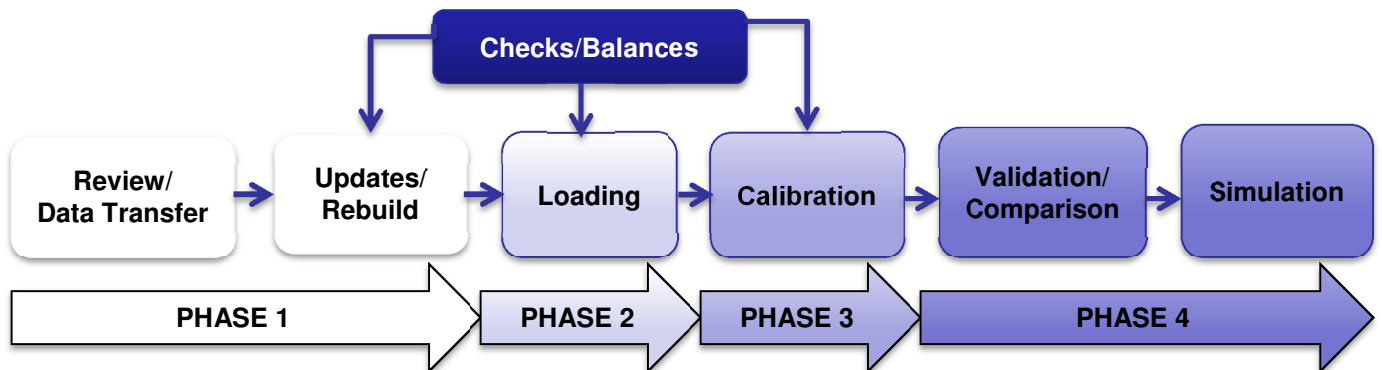 Checks/Balances
Review/
Data Transfer
Updates/
Rebuild
Loading
Calibration
Validation/
Comparison
Simulation
PHASE 1
PHASE 2
PHASE 3
PHASE 4